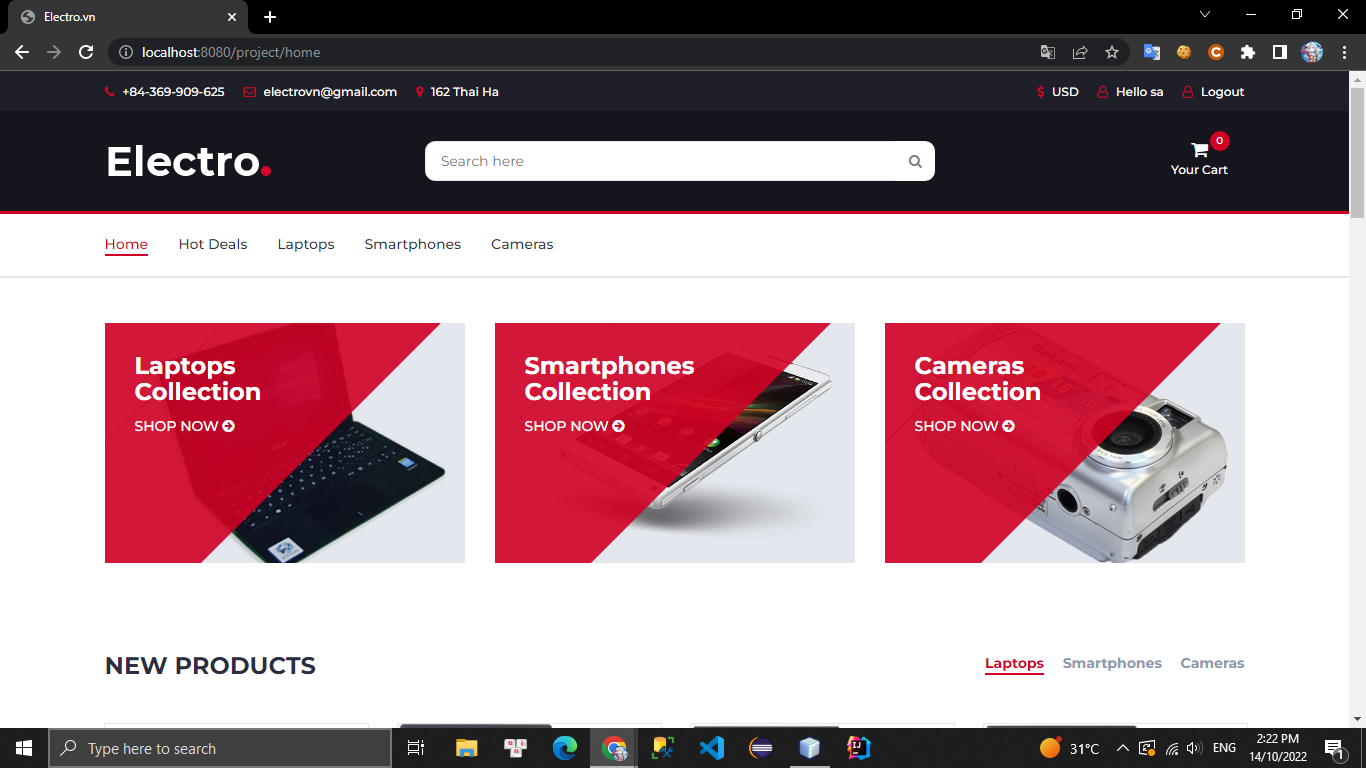 Electro.vn
localhost:8080/project/home
+84-369-909-625 electrovn@gmail.com 162 Thai Ha $ USD Hello sa Logout
Electro.
Search here
0
Your Cart
Home Hot Deals Laptops Smartphones Cameras
Laptops
Collection
SHOP NOW
Smartphones
Collection
SHOP NOW
Cameras
Collection
SHOP NOW
NEW PRODUCTS
Laptops Smartphones Cameras
Type here to search
31°C
ENG
2:22 PM
14/10/2022
1